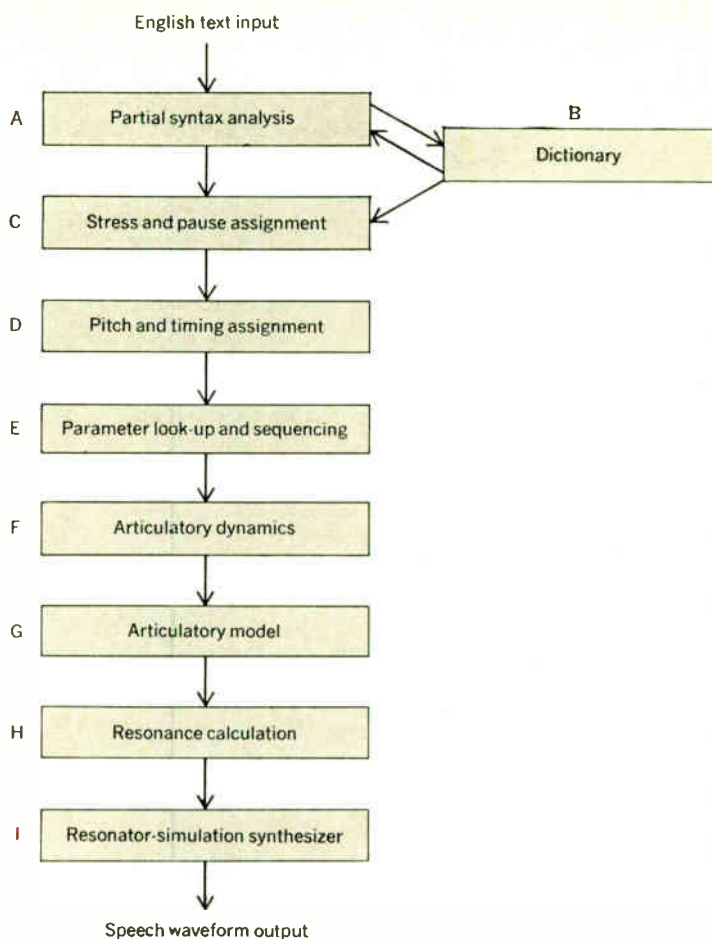 English text input
A
Partial syntax analysis
B
Dictionary
C
Stress and pause assignment
D
Pitch and timing assignment
E
Parameter look-up and sequencing
F
Articulatory dynamics
G
Articulatory model
H
Resonance calculation
I
Resonator-simulation synthesizer
Speech waveform output